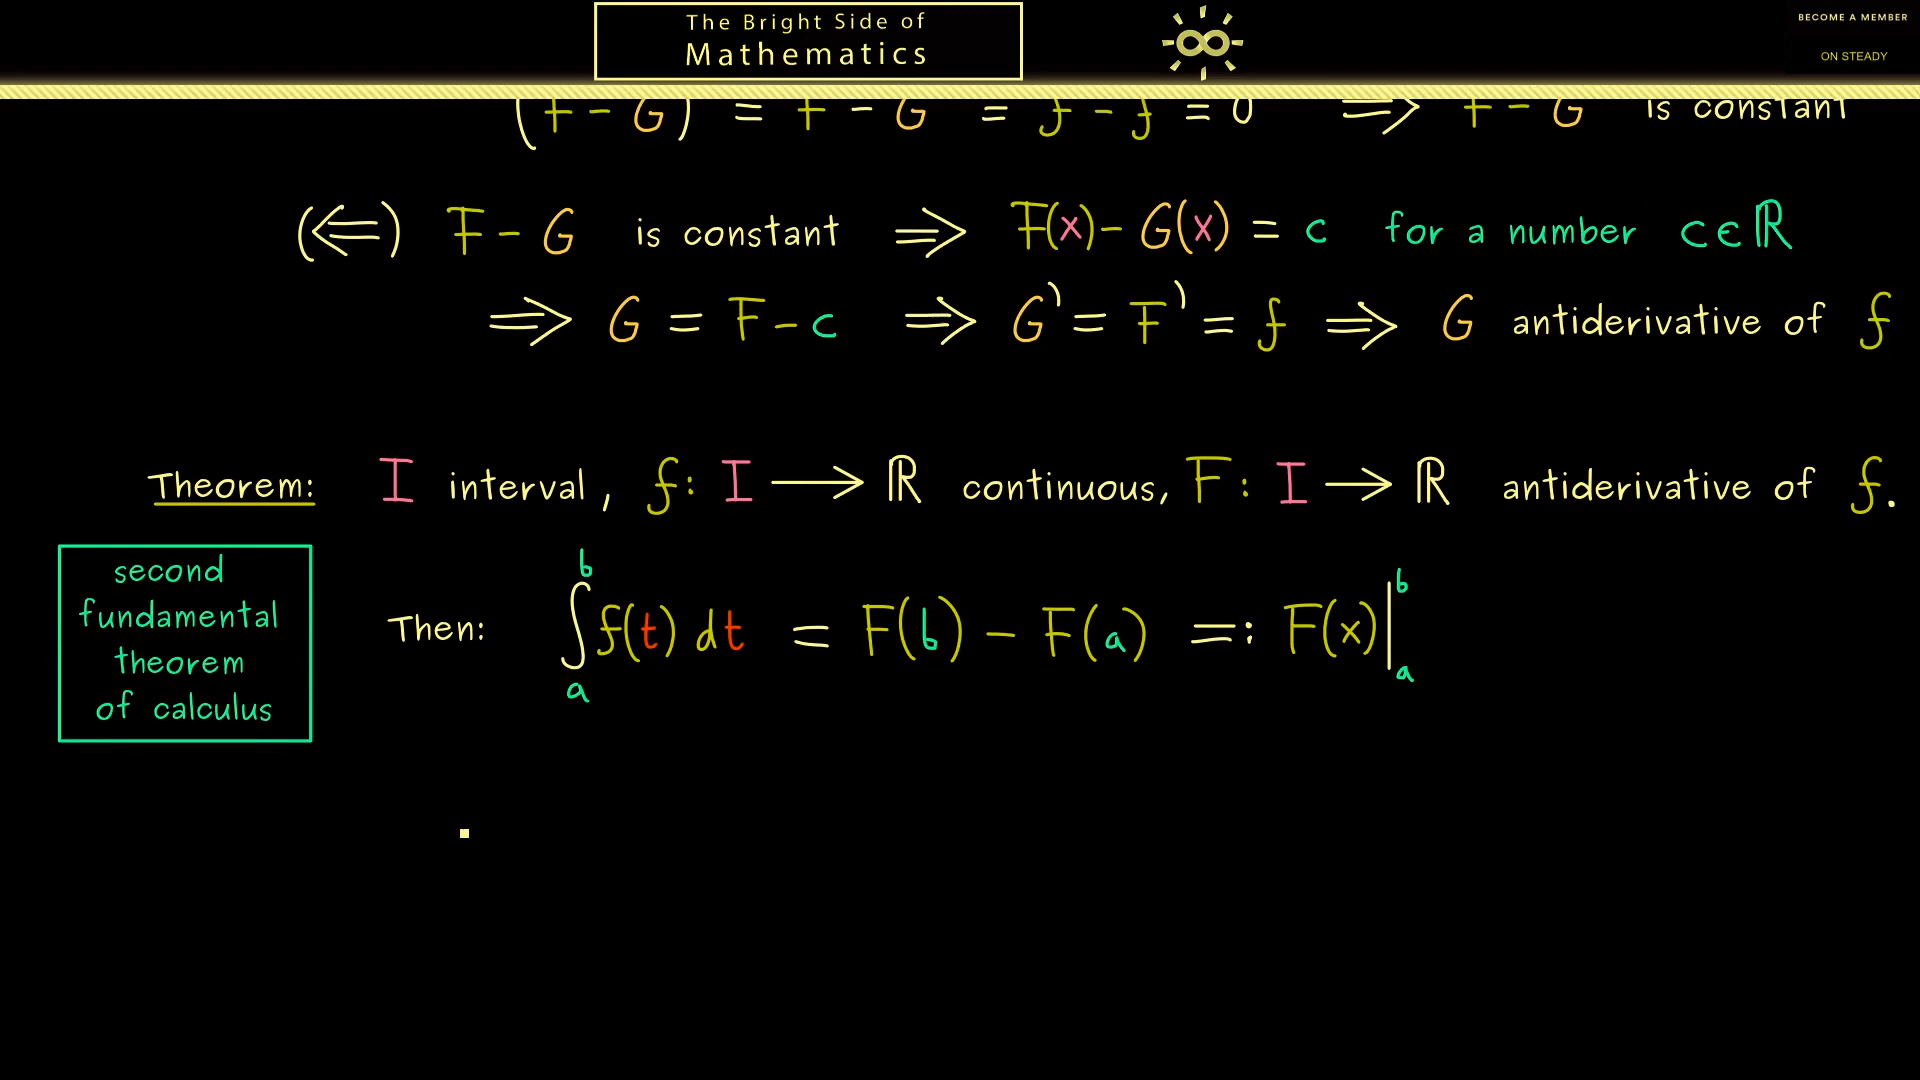 The Bright Side of
Mathematics
BECOME A MEMBER
ON STEADY
(F - G) = F - G = f - f = 0 ⟹ F - G is constant
(⟸) F - G is constant ⟹ F(x) - G(x) = c for a number c ∈ ℝ
⟹ G = F - c ⟹ G' = F' = f ⟹ G antiderivative of f
Theorem: I interval, f: I ⟶ ℝ continuous, F: I ⟶ ℝ antiderivative of f.
second
fundamental
theorem
of calculus
Then: ∫_a^b f(t) dt = F(b) - F(a) =: F(x)|_a^b